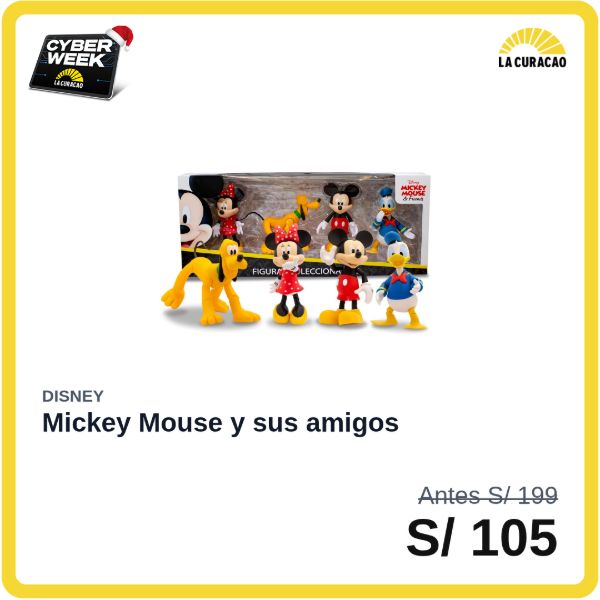 CYBER
WEEK
LA CURACAO
LA CURACAO
Disney
MICKEY
MOUSE
& Friends
DISNEY
Mickey Mouse y sus amigos
Antes S/ 199
S/ 105